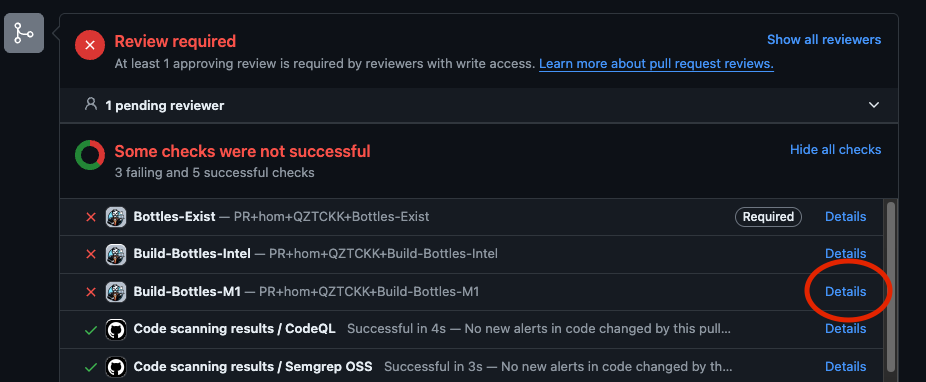 Review required
Show all reviewers
At least 1 approving review is required by reviewers with write access. Learn more about pull request reviews.
1 pending reviewer
Some checks were not successful
Hide all checks
3 failing and 5 successful checks
Bottles-Exist — PR+hom+QZTCKK+Bottles-Exist Required Details
Build-Bottles-Intel — PR+hom+QZTCKK+Build-Bottles-Intel Details
Build-Bottles-M1 — PR+hom+QZTCKK+Build-Bottles-M1 Details
Code scanning results / CodeQL Successful in 4s — No new alerts in code changed by this pull... Details
Code scanning results / Semgrep OSS Successful in 3s — No new alerts in code changed by th... Details